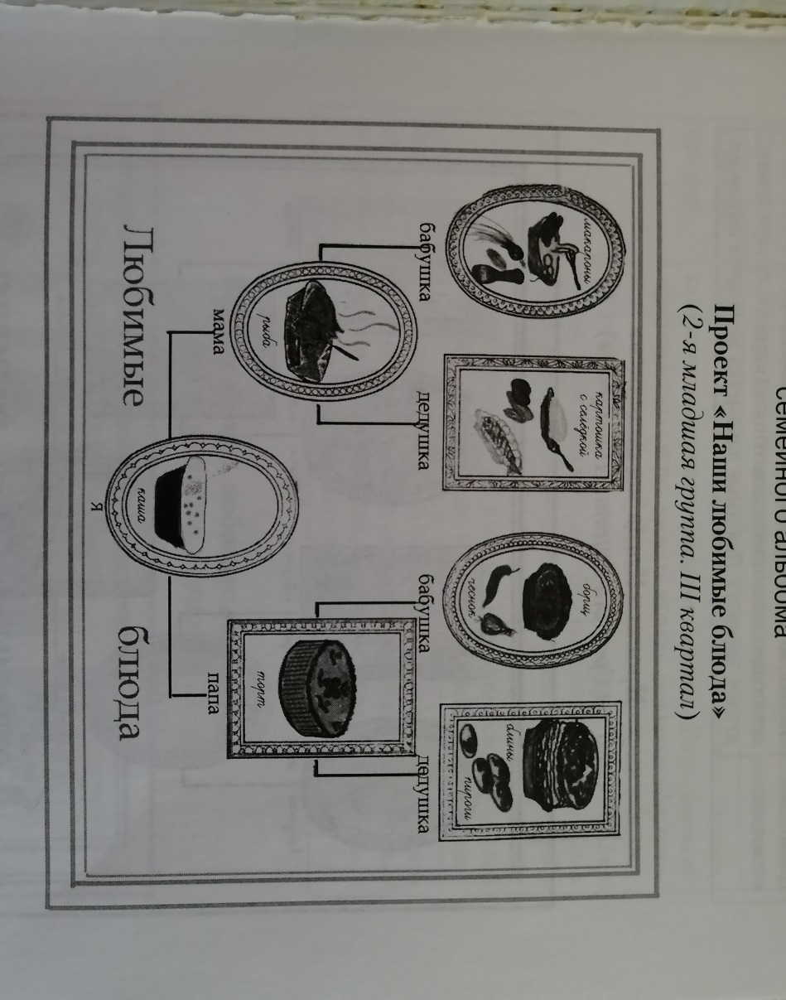 семейного альбома
Проект «Наши любимые блюда»
(2-я младшая группа. III квартал)
макароны
картошка
с селёдкой
борщ
чеснок
блины
пироги
бабушка
дедушка
бабушка
дедушка
рыба
торт
мама
папа
каша
я
Любимые
блюда